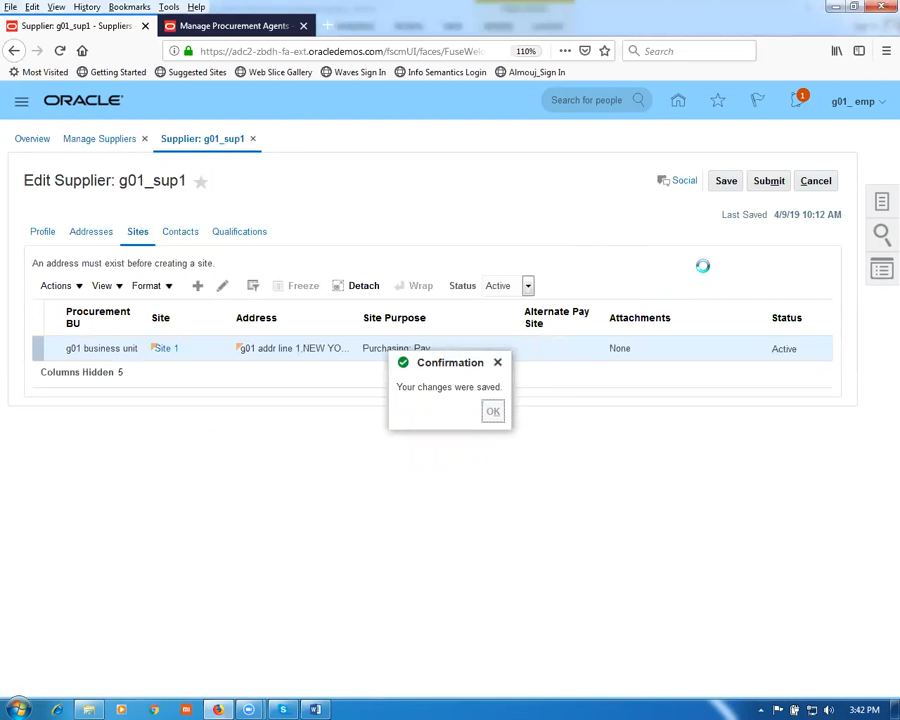 File Edit View History Bookmarks Tools Help
Supplier: g01_sup1 - Suppliers Manage Procurement Agents
https://adc2-zbdh-fa-ext.oracledemos.com/fscmUI/faces/FuseWel 110% Search
Most Visited Getting Started Suggested Sites Web Slice Gallery Waves Sign In Info Semantics Login Almouj_Sign In
ORACLE Search for people 1 g01_ emp
Overview Manage Suppliers Supplier: g01_sup1
Edit Supplier: g01_sup1 Social Save Submit Cancel
Last Saved 4/9/19 10:12 AM
Profile Addresses Sites Contacts Qualifications
An address must exist before creating a site.
Actions View Format Freeze Detach Wrap Status Active
Procurement BU Site Address Site Purpose Alternate Pay Site Attachments Status
g01 business unit Site 1 g01 addr line 1,NEW YO... Purchasing; Pay None Active
Columns Hidden 5
Confirmation
Your changes were saved.
OK
3:42 PM